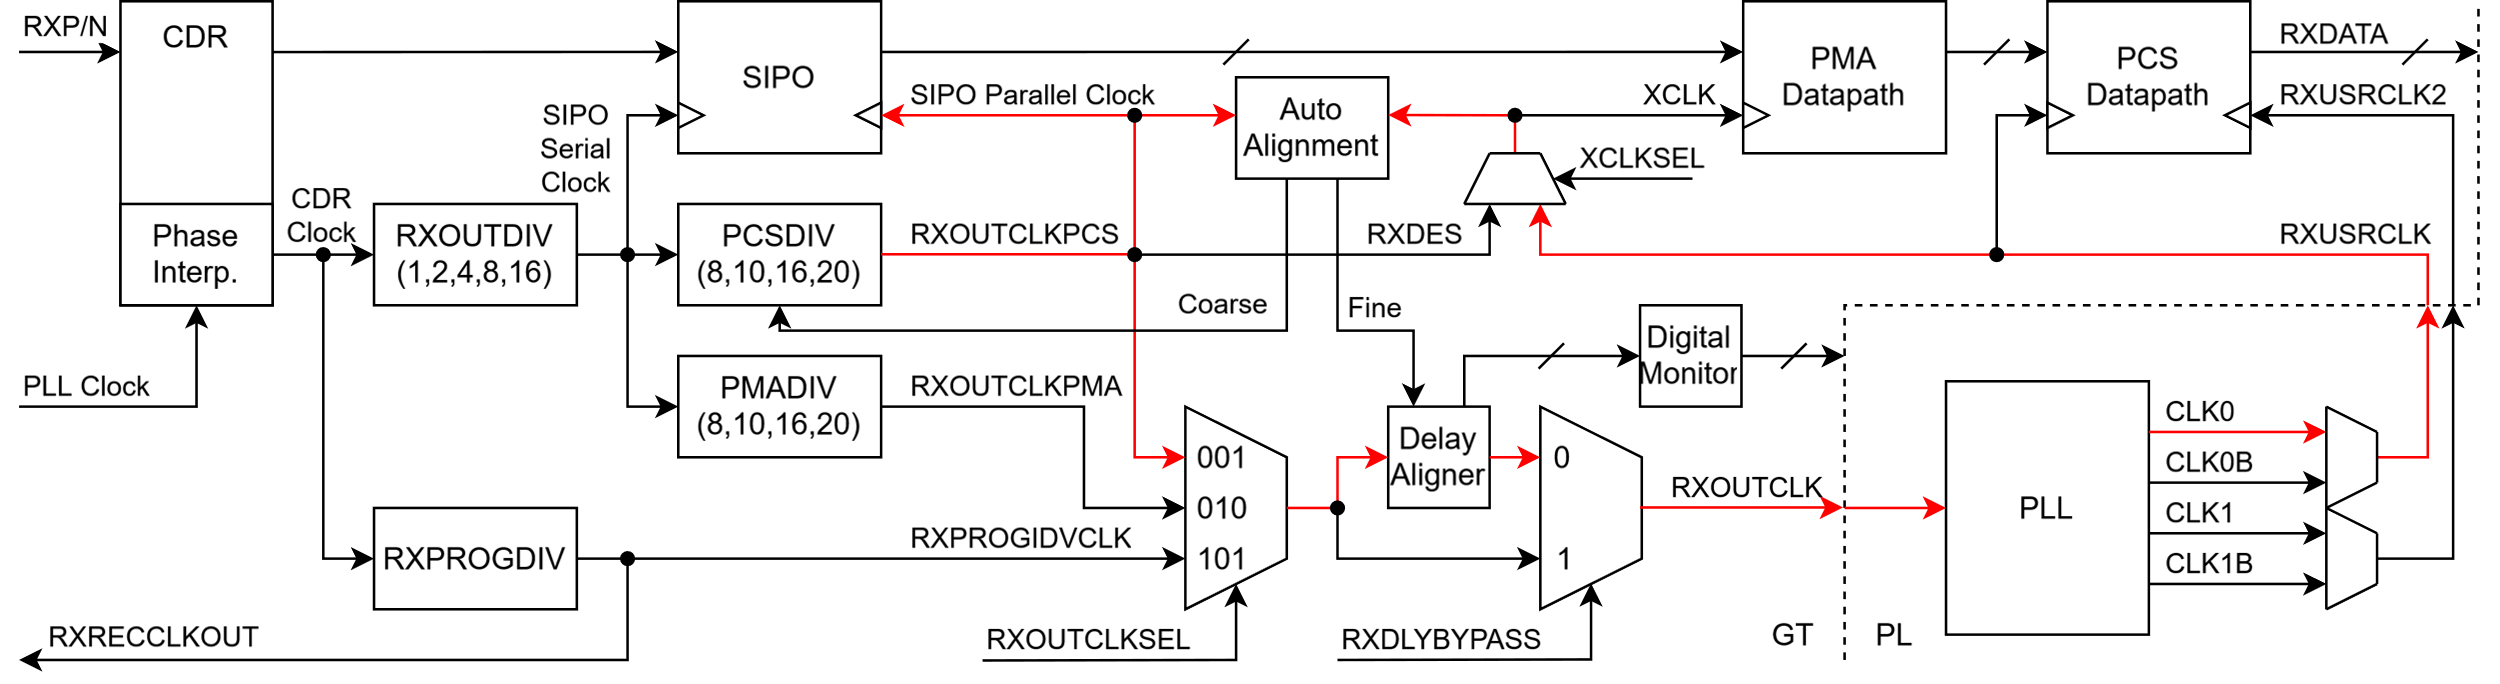 RXP/N
CDR
SIPO
SIPO Parallel Clock
Auto
Alignment
XCLK
PMA
Datapath
PCS
Datapath
RXDATA
RXUSRCLK2
SIPO
Serial
Clock
XCLKSEL
CDR
Clock
Phase
Interp.
RXOUTDIV
(1,2,4,8,16)
PCSDIV
(8,10,16,20)
RXOUTCLKPCS
RXDES
RXUSRCLK
Coarse
Fine
Digital
Monitor
PLL Clock
PMADIV
(8,10,16,20)
RXOUTCLKPMA
001
010
101
Delay
Aligner
0
1
RXOUTCLK
PLL
CLK0
CLK0B
CLK1
CLK1B
RXPROGDIV
RXPROGIDVCLK
RXRECCLKOUT
RXOUTCLKSEL
RXDLYBYPASS
GT
PL